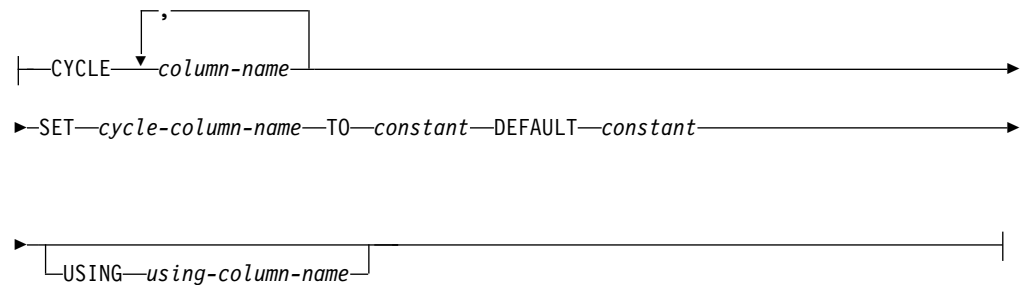 ,
CYCLE column-name
SET cycle-column-name TO constant DEFAULT constant
USING using-column-name